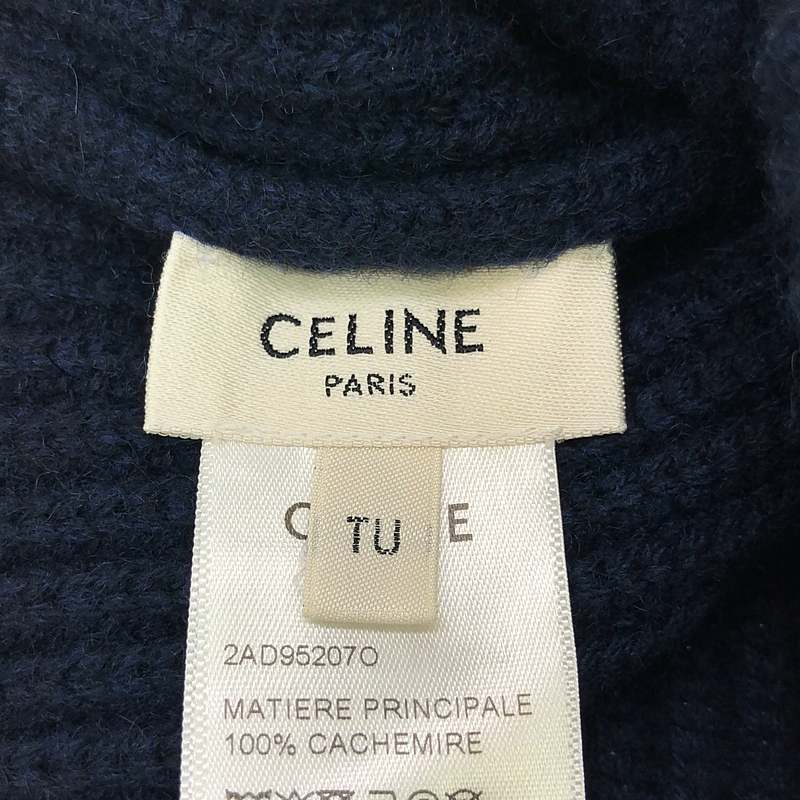 CELINE
PARIS
TU
2AD95207O
MATIERE PRINCIPALE
100% CACHEMIRE